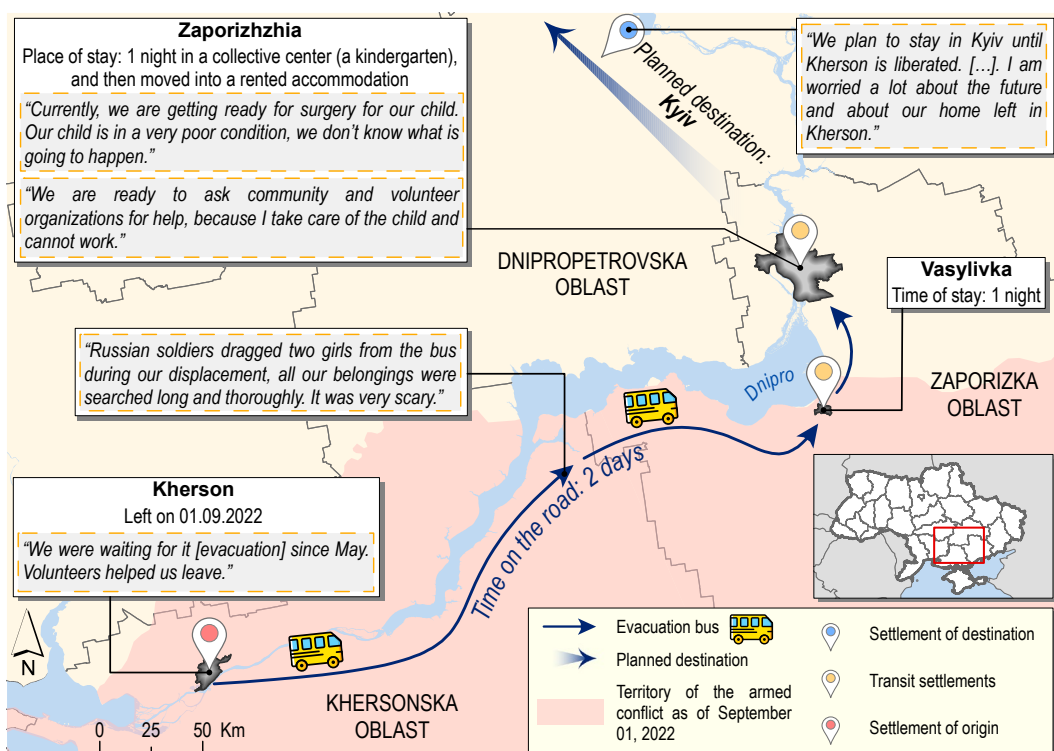 Zaporizhzhia
Place of stay: 1 night in a collective center (a kindergarten),
and then moved into a rented accommodation
“Currently, we are getting ready for surgery for our child.
Our child is in a very poor condition, we don’t know what is
going to happen.”
“We are ready to ask community and volunteer
organizations for help, because I take care of the child and
cannot work.”
Planned destination:
Kyiv
“We plan to stay in Kyiv until
Kherson is liberated. [...]. I am
worried a lot about the future
and about our home left in
Kherson.”
DNIPROPETROVSKA
OBLAST
Vasylivka
Time of stay: 1 night
“Russian soldiers dragged two girls from the bus
during our displacement, all our belongings were
searched long and thoroughly. It was very scary.”
Dnipro
ZAPORIZKA
OBLAST
Time on the road: 2 days
Kherson
Left on 01.09.2022
“We were waiting for it [evacuation] since May.
Volunteers helped us leave.”
N
KHERSONSKA
OBLAST
0 25 50 Km
Evacuation bus
Planned destination
Territory of the armed
conflict as of September
01, 2022
Settlement of destination
Transit settlements
Settlement of origin